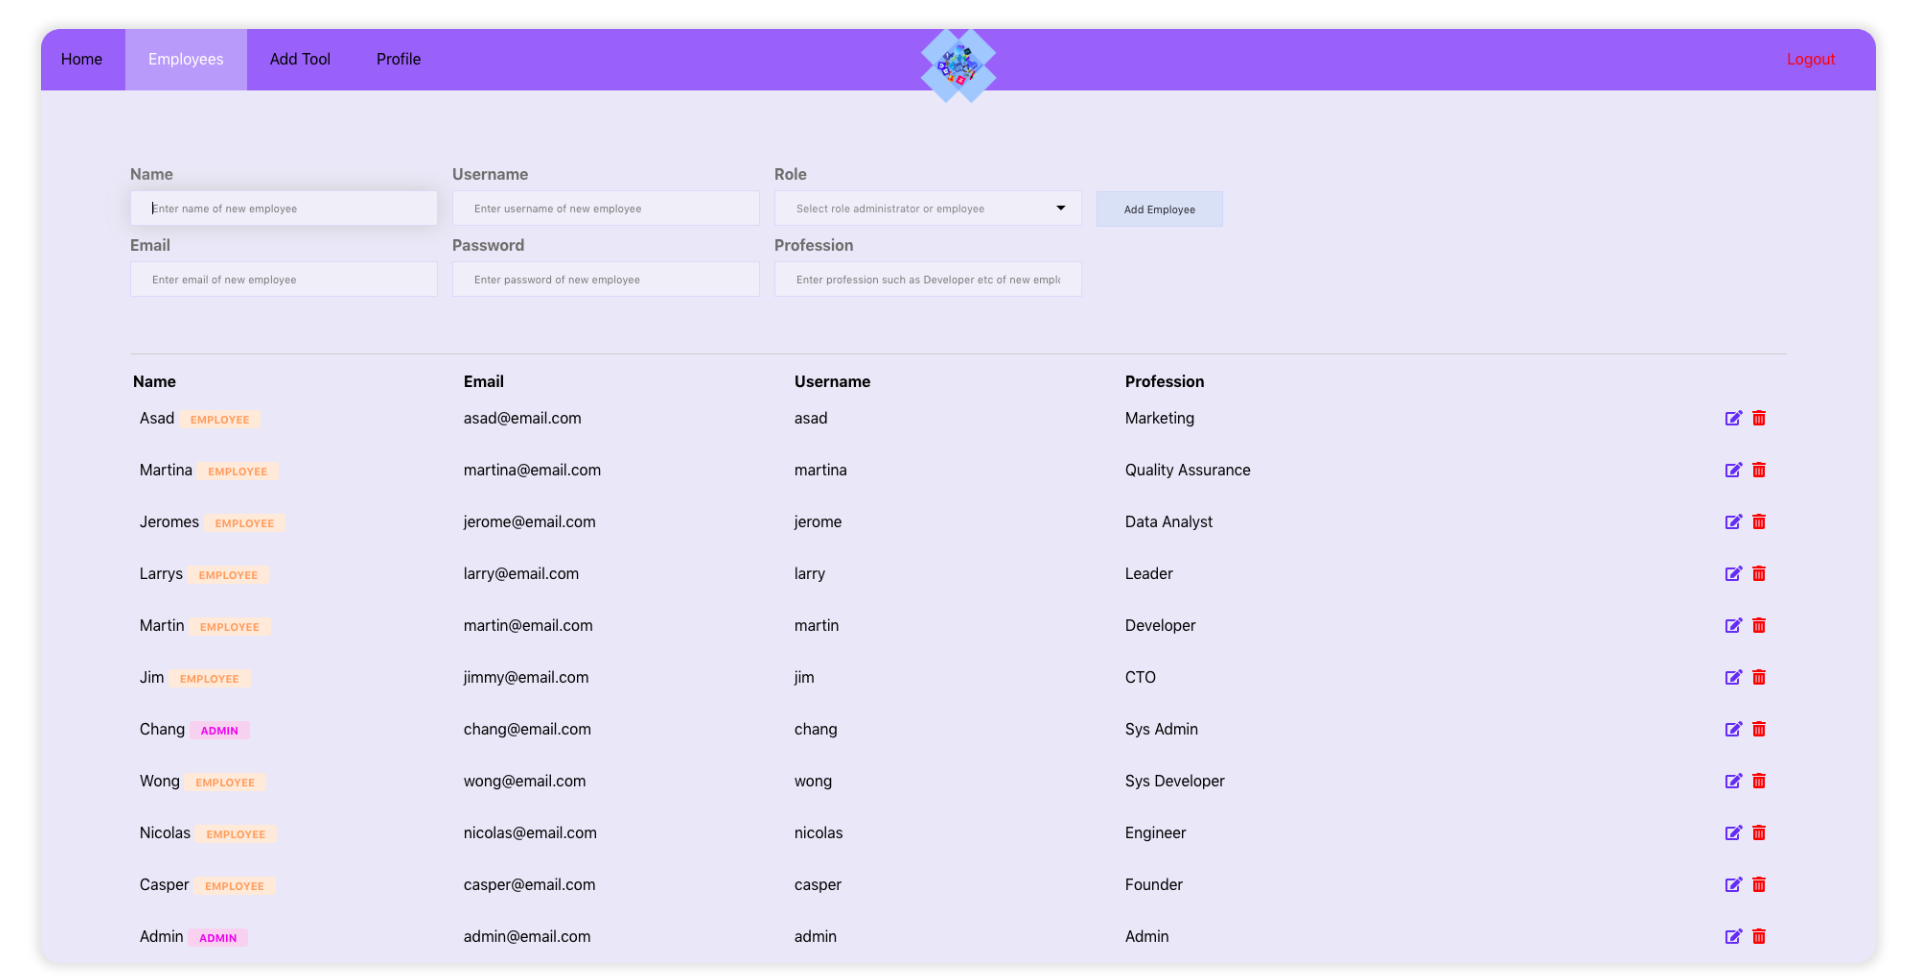 Home Employees Add Tool Profile Logout
Name Username Role
Enter name of new employee Enter username of new employee Select role administrator or employee Add Employee
Email Password Profession
Enter email of new employee Enter password of new employee Enter profession such as Developer etc of new
Name Email Username Profession
Asad EMPLOYEE asad@email.com asad Marketing
Martina EMPLOYEE martina@email.com martina Quality Assurance
Jeromes EMPLOYEE jerome@email.com jerome Data Analyst
Larrys EMPLOYEE larry@email.com larry Leader
Martin EMPLOYEE martin@email.com martin Developer
Jim EMPLOYEE jimmy@email.com jim CTO
Chang ADMIN chang@email.com chang Sys Admin
Wong EMPLOYEE wong@email.com wong Sys Developer
Nicolas EMPLOYEE nicolas@email.com nicolas Engineer
Casper EMPLOYEE casper@email.com casper Founder
Admin ADMIN admin@email.com admin Admin